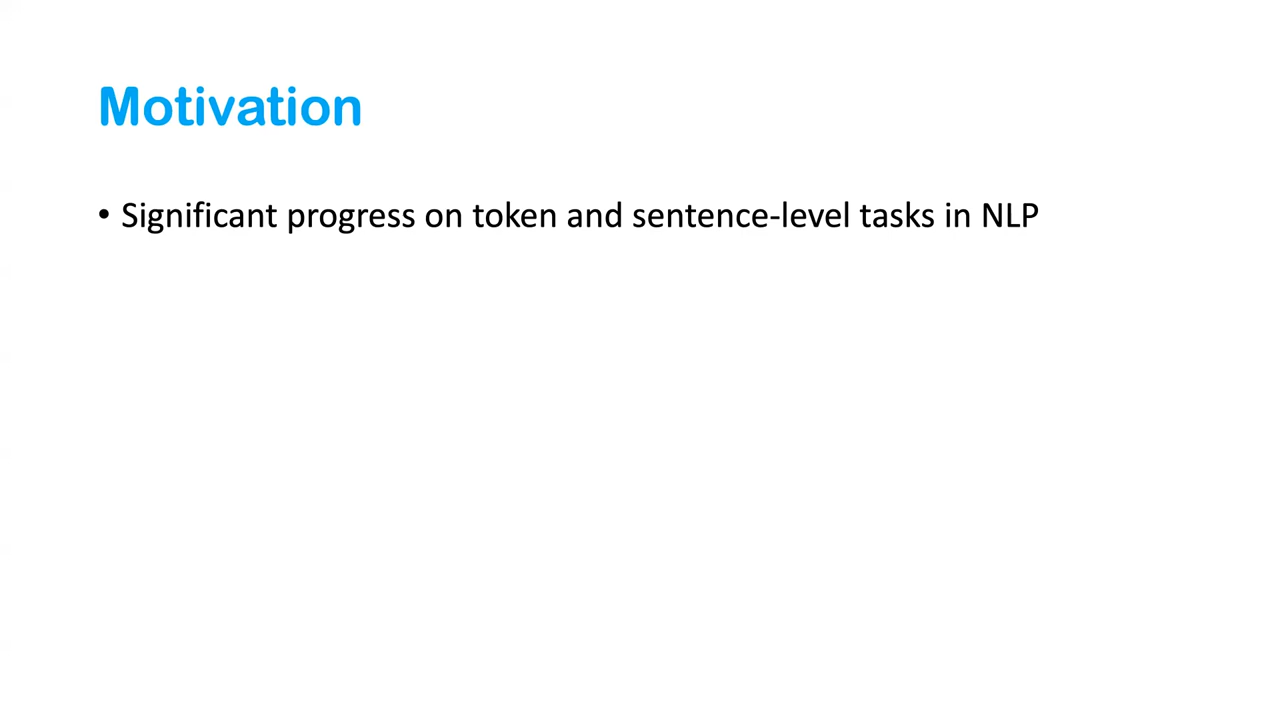 Motivation
• Significant progress on token and sentence-level tasks in NLP